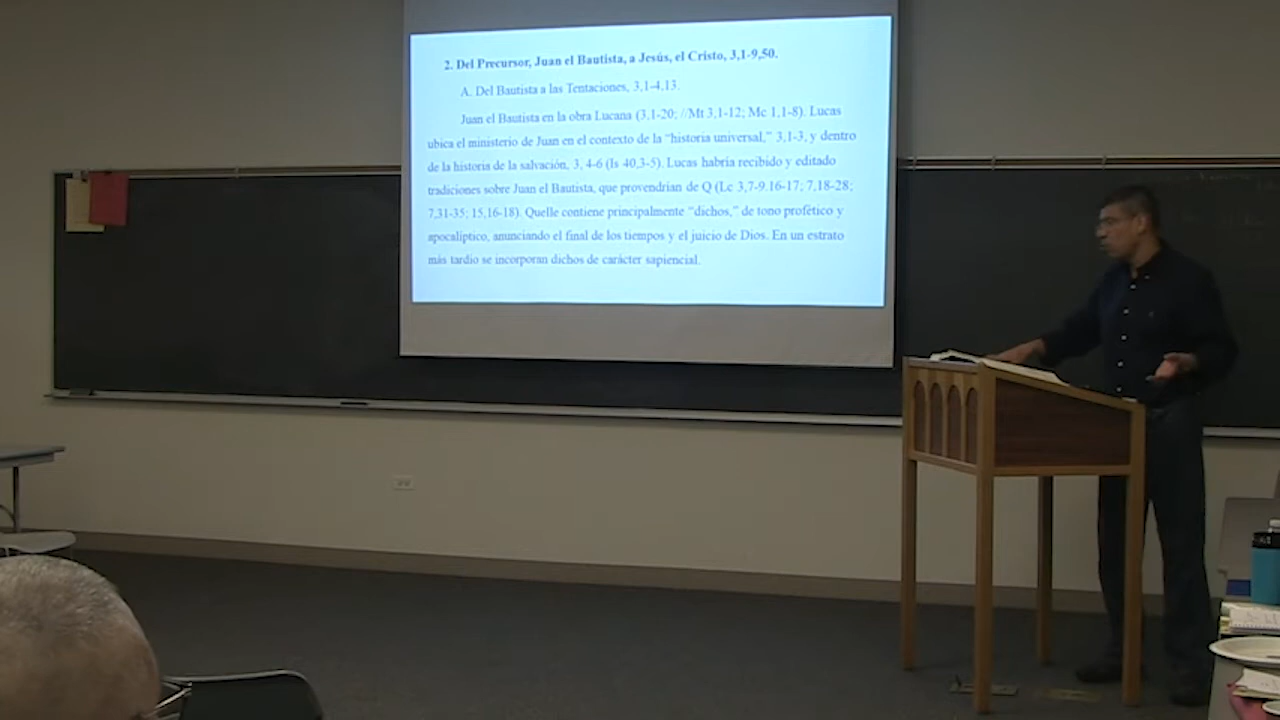 2. Del Precursor, Juan el Bautista, a Jesús, el Cristo, 3,1-9,50.
A. Del Bautista a las Tentaciones, 3,1-4,13.
Juan el Bautista en la obra Lucana (3,1-20; //Mt 3,1-12; Mc 1,1-8). Lucas
ubica el ministerio de Juan en el contexto de la “historia universal,” 3,1-3, y dentro
de la historia de la salvación, 3, 4-6 (Is 40,3-5). Lucas habría recibido y editado
tradiciones sobre Juan el Bautista, que provendrían de Q (Lc 3,7-9.16-17; 7,18-28;
7,31-35; 15,16-18). Quelle contiene principalmente “dichos,” de tono profético y
apocalíptico, anunciando el final de los tiempos y el juicio de Dios. En un estrato
más tardío se incorporan dichos de carácter sapiencial.